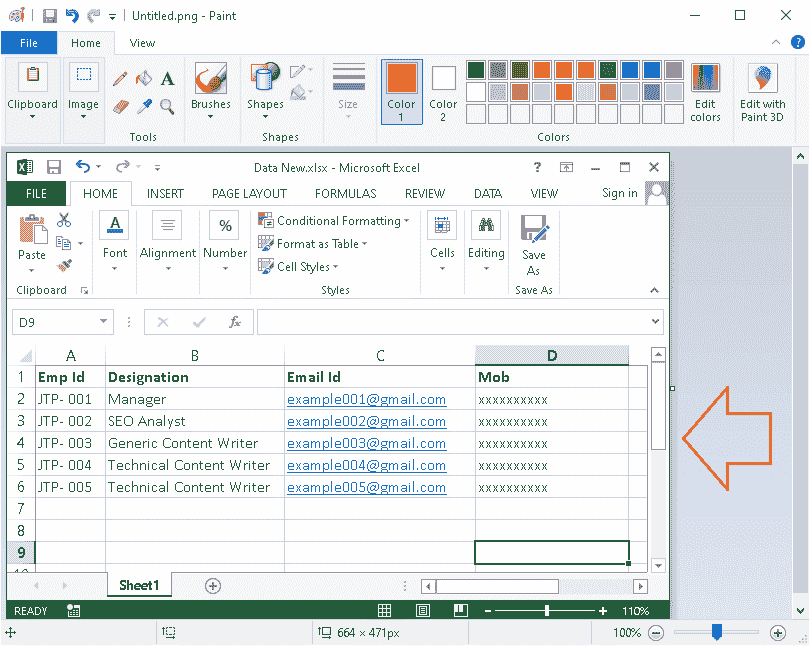 Untitled.png - Paint
File Home View
Clipboard Image Tools Brushes Shapes Shapes Size Color 1 Color 2 Colors Edit colors Edit with Paint 3D
A
?
Data New.xlsx - Microsoft Excel ?
FILE HOME INSERT PAGE LAYOUT FORMULAS REVIEW DATA VIEW Sign in
Paste
Clipboard
A
Font
Alignment
%
Number
Conditional Formatting
Format as Table
Cell Styles
Styles
Cells
Editing
Save As
Save As
D9 fx
A B C D
1 Emp Id Designation Email Id Mob
2 JTP- 001 Manager example001@gmail.com xxxxxxxxxx
3 JTP- 002 SEO Analyst example002@gmail.com xxxxxxxxxx
4 JTP- 003 Generic Content Writer example003@gmail.com xxxxxxxxxx
5 JTP- 004 Technical Content Writer example004@gmail.com xxxxxxxxxx
6 JTP- 005 Technical Content Writer example005@gmail.com xxxxxxxxxx
7
8
9
Sheet1
READY 110%
664 × 471px 100%